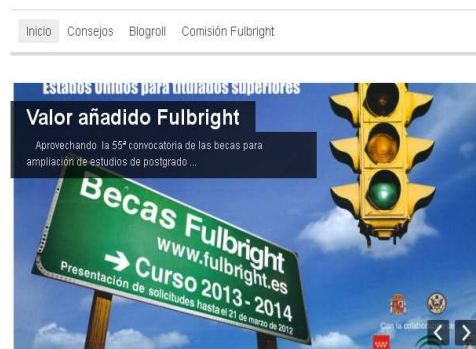 Inicio Consejos Blogroll Comisión Fulbright
Estados Unidos para titulados superiores
Valor añadido Fulbright
Aprovechando la 55ª convocatoria de las becas para
ampliación de estudios de postgrado ...
Becas Fulbright
www.fulbright.es
Curso 2013 - 2014
Presentación de solicitudes hasta el 21 de marzo de 2012
Con la colaboración de